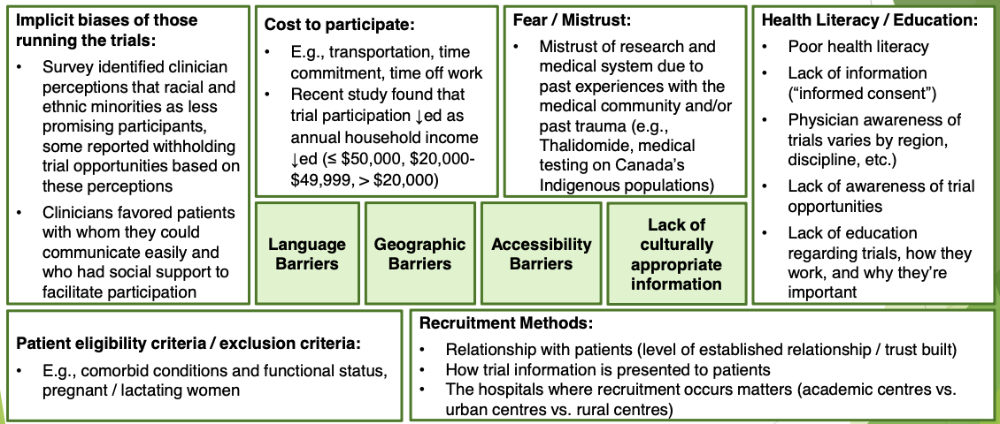 Implicit biases of those
running the trials:
• Survey identified clinician
perceptions that racial and
ethnic minorities as less
promising participants,
some reported withholding
trial opportunities based on
these perceptions
• Clinicians favored patients
with whom they could
communicate easily and
who had social support to
facilitate participation
Cost to participate:
• E.g., transportation, time
commitment, time off work
• Recent study found that
trial participation ↓ed as
annual household income
↓ed (≤ $50,000, $20,000-
$49,999, > $20,000)
Fear / Mistrust:
• Mistrust of research and
medical system due to
past experiences with the
medical community and/or
past trauma (e.g.,
Thalidomide, medical
testing on Canada's
Indigenous populations)
Health Literacy / Education:
• Poor health literacy
• Lack of information
("informed consent")
• Physician awareness of
trials varies by region,
discipline, etc.)
• Lack of awareness of trial
opportunities
• Lack of education
regarding trials, how they
work, and why they're
important
Language
Barriers
Geographic
Barriers
Accessibility
Barriers
Lack of
culturally
appropriate
information
Patient eligibility criteria / exclusion criteria:
• E.g., comorbid conditions and functional status,
pregnant / lactating women
Recruitment Methods:
• Relationship with patients (level of established relationship / trust built)
• How trial information is presented to patients
• The hospitals where recruitment occurs matters (academic centres vs.
urban centres vs. rural centres)